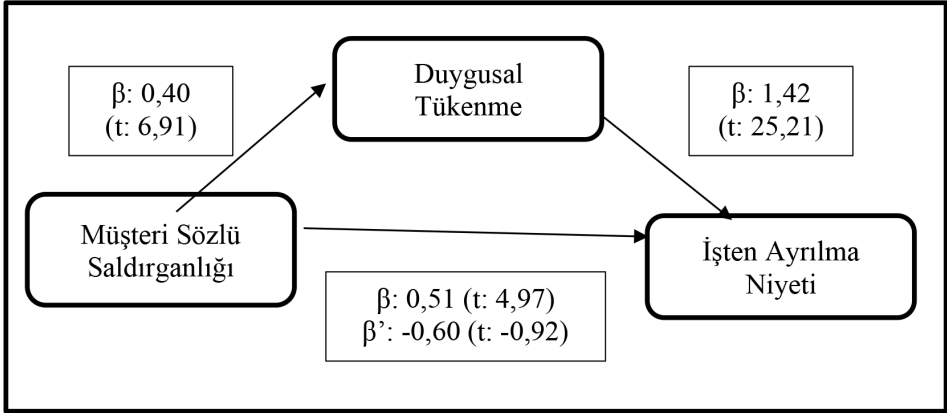 Duygusal
Tükenme
β: 0,40
(t: 6,91)
β: 1,42
(t: 25,21)
Müşteri Sözlü
Saldırganlığı
İşten Ayrılma
Niyeti
β: 0,51 (t: 4,97)
β’: -0,60 (t: -0,92)